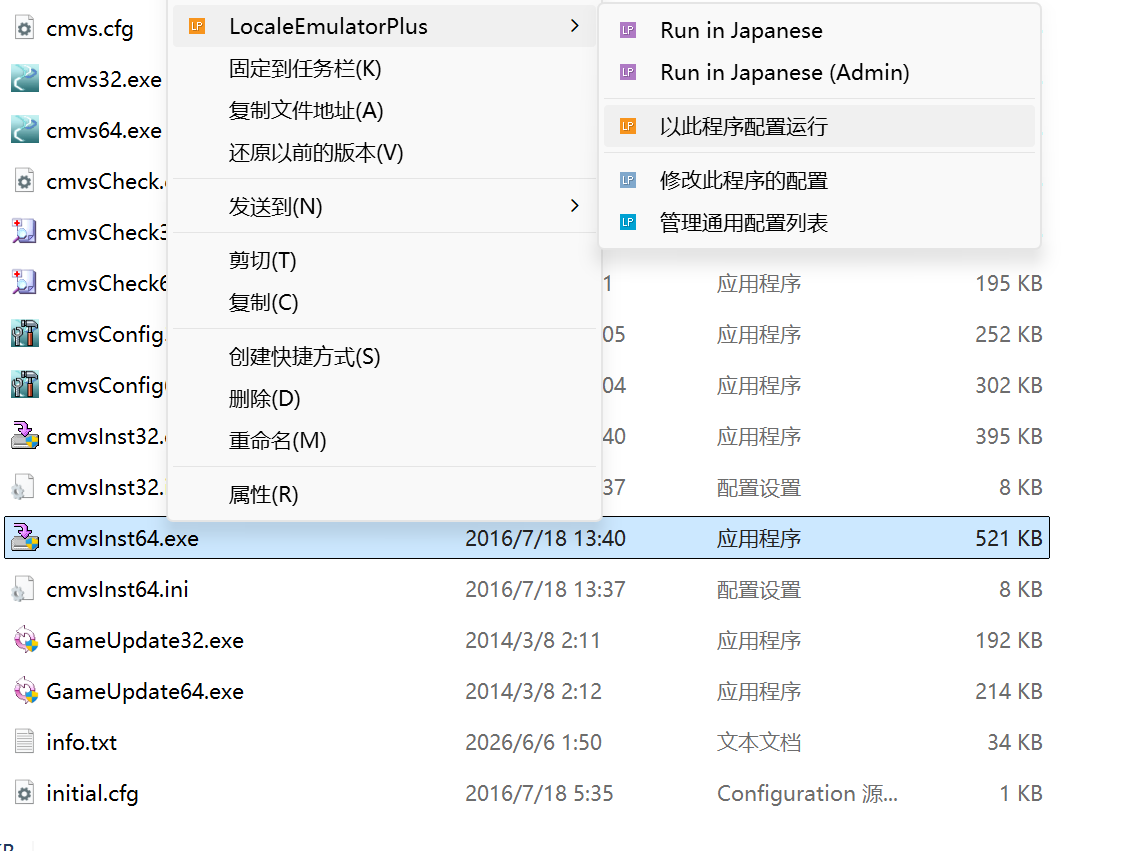 cmvs.cfg
cmvs32.exe
cmvs64.exe
cmvsCheck.
cmvsCheck3
cmvsCheck6
cmvsConfig.
cmvsConfig
cmvsInst32.
cmvsInst32.
LP LocaleEmulatorPlus
固定到任务栏(K)
复制文件地址(A)
还原以前的版本(V)
发送到(N)
剪切(T)
复制(C)
创建快捷方式(S)
删除(D)
重命名(M)
属性(R)
LP Run in Japanese
LP Run in Japanese (Admin)
LP 以此程序配置运行
LP 修改此程序的配置
LP 管理通用配置列表
1 应用程序 195 KB
05 应用程序 252 KB
04 应用程序 302 KB
40 应用程序 395 KB
37 配置设置 8 KB
cmvsInst64.exe 2016/7/18 13:40 应用程序 521 KB
cmvsInst64.ini 2016/7/18 13:37 配置设置 8 KB
GameUpdate32.exe 2014/3/8 2:11 应用程序 192 KB
GameUpdate64.exe 2014/3/8 2:12 应用程序 214 KB
info.txt 2026/6/6 1:50 文本文档 34 KB
initial.cfg 2016/7/18 5:35 Configuration 源... 1 KB